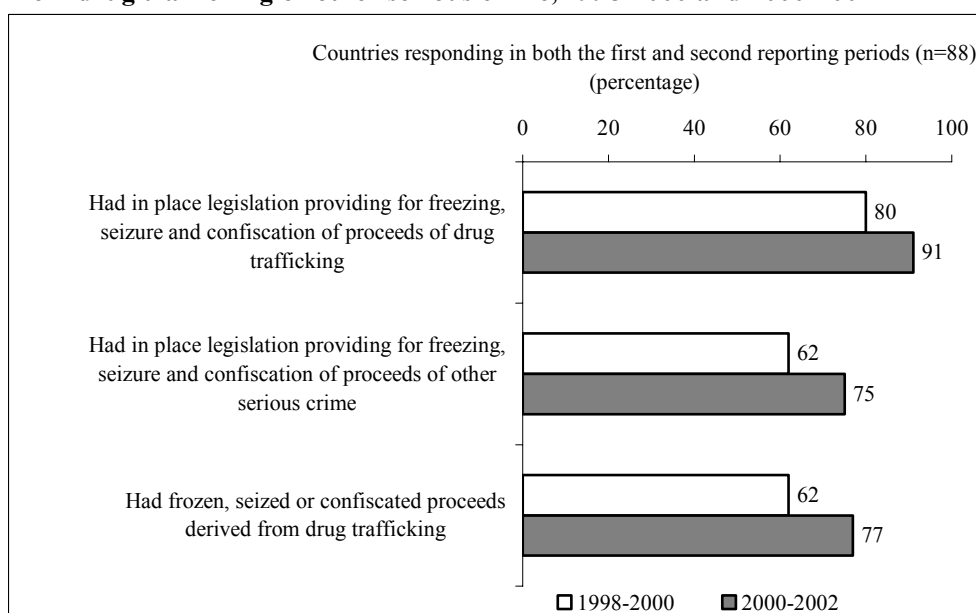 Countries responding in both the first and second reporting periods (n=88)
(percentage)
0 20 40 60 80 100
Had in place legislation providing for freezing,
seizure and confiscation of proceeds of drug
trafficking
80
91
Had in place legislation providing for freezing,
seizure and confiscation of proceeds of other
serious crime
62
75
Had frozen, seized or confiscated proceeds
derived from drug trafficking
62
77
1998-2000 2000-2002